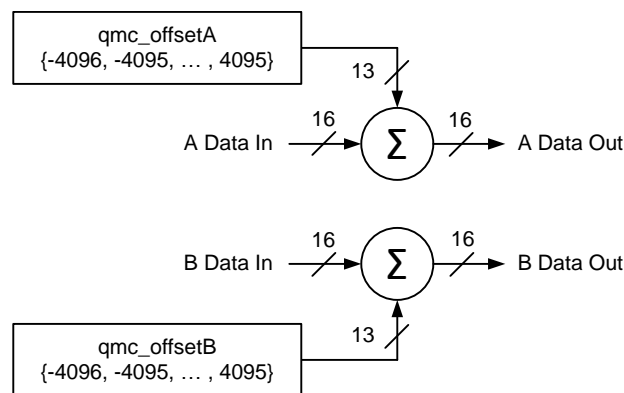 qmc_offsetA
{-4096, -4095, … , 4095}
13
16
16
A Data In
Σ
A Data Out
16
16
B Data In
Σ
B Data Out
13
qmc_offsetB
{-4096, -4095, … , 4095}